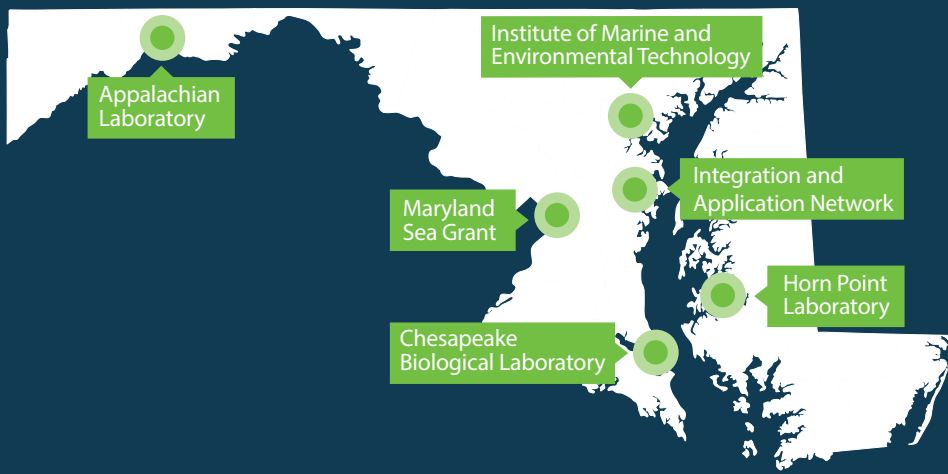 Institute of Marine and
Environmental Technology
Appalachian
Laboratory
Integration and
Application Network
Maryland
Sea Grant
Horn Point
Laboratory
Chesapeake
Biological Laboratory